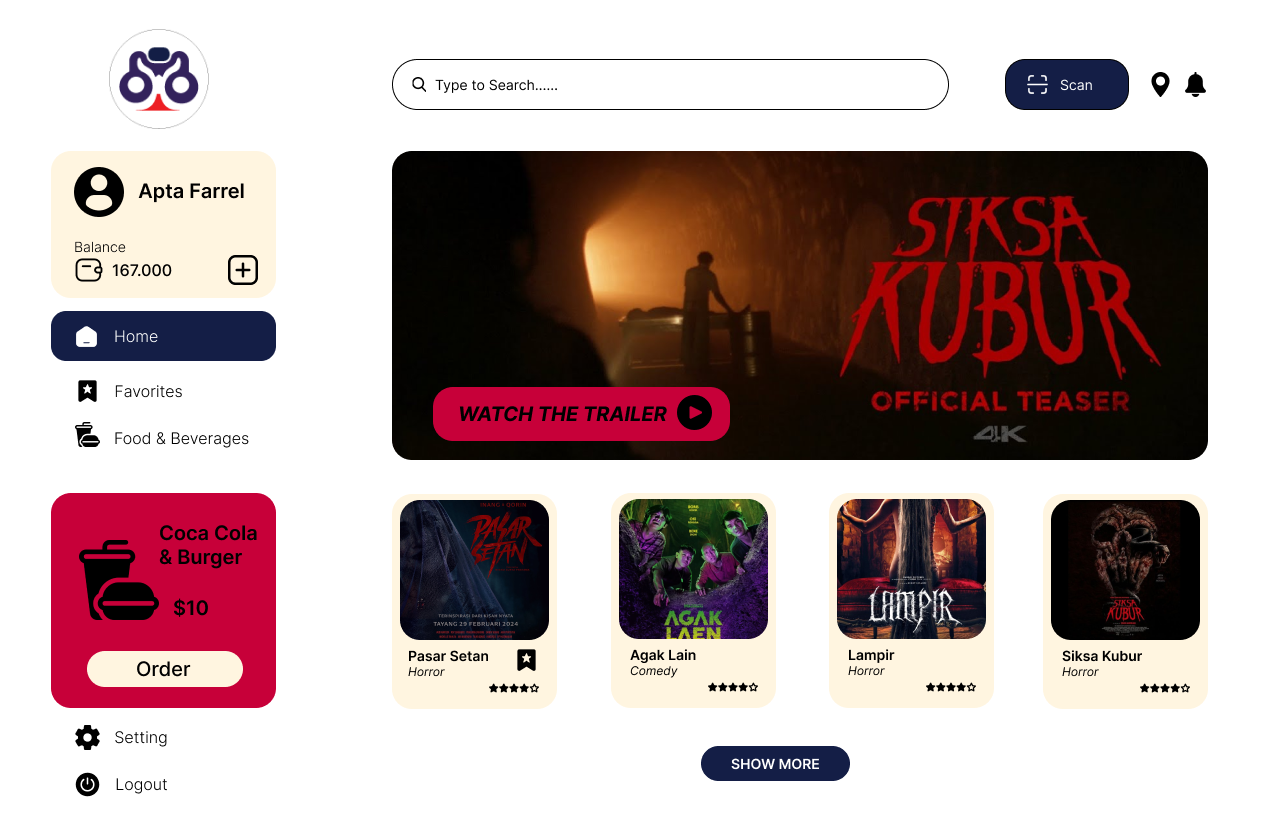 Type to Search......
Scan
Apta Farrel
Balance
167.000
Home
Favorites
Food & Beverages
SIKSA
KUBUR
OFFICIAL TEASER
4K
WATCH THE TRAILER
Coca Cola
& Burger
$10
Order
Setting
Logout
PASAR
SETAN
TERINSPIRASI DARI KISAH NYATA
TAYANG 29 FEBRUARI 2024
Pasar Setan
Horror
AGAK
LAEN
Agak Lain
Comedy
LAMPIR
Lampir
Horror
SIKSA
KUBUR
Siksa Kubur
Horror
SHOW MORE